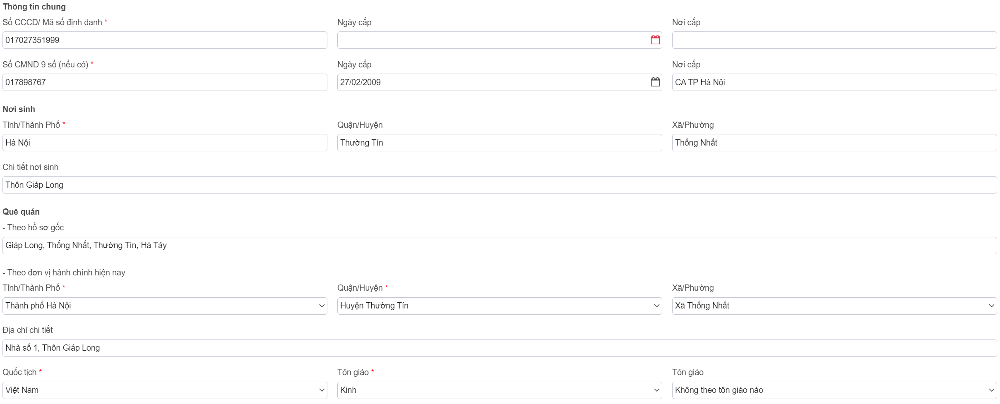 Thông tin chung
Số CCCD/ Mã số định danh * Ngày cấp Nơi cấp
017027351999
Số CMND 9 số (nếu có) * Ngày cấp Nơi cấp
017898767 27/02/2009 CA TP Hà Nội
Nơi sinh
Tỉnh/Thành Phố * Quận/Huyện Xã/Phường
Hà Nội Thường Tín Thống Nhất
Chi tiết nơi sinh
Thôn Giáp Long
Quê quán
- Theo hồ sơ gốc
Giáp Long, Thống Nhất, Thường Tín, Hà Tây
- Theo đơn vị hành chính hiện nay
Tỉnh/Thành Phố * Quận/Huyện * Xã/Phường
Thành phố Hà Nội Huyện Thường Tín Xã Thống Nhất
Địa chỉ chi tiết
Nhà số 1, Thôn Giáp Long
Quốc tịch * Tôn giáo * Tôn giáo
Việt Nam Kinh Không theo tôn giáo nào